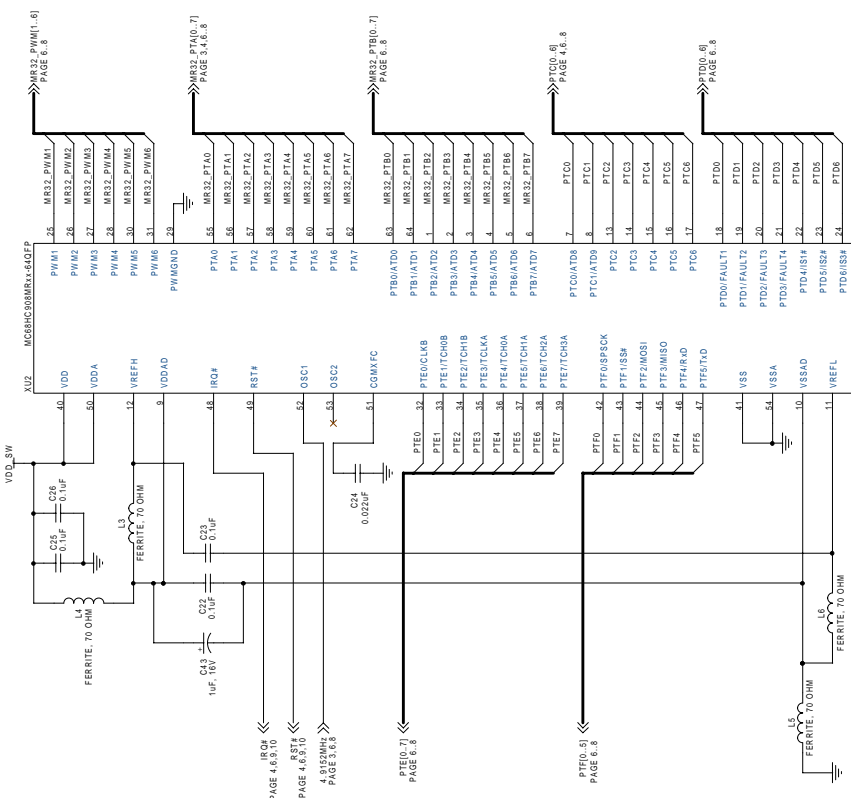 MR32_PWM[1..6]
PAGE 6..8
MR32_PTA[0..7]
PAGE 3,4,6..8
MR32_PTB[0..7]
PAGE 6..8
PTC[0..6]
PAGE 4,6..8
PTD[0..6]
PAGE 6..8
MR32_PWM1
MR32_PWM2
MR32_PWM3
MR32_PWM4
MR32_PWM5
MR32_PWM6
MR32_PTA0
MR32_PTA1
MR32_PTA2
MR32_PTA3
MR32_PTA4
MR32_PTA5
MR32_PTA6
MR32_PTA7
MR32_PTB0
MR32_PTB1
MR32_PTB2
MR32_PTB3
MR32_PTB4
MR32_PTB5
MR32_PTB6
MR32_PTB7
PTC0
PTC1
PTC2
PTC3
PTC4
PTC5
PTC6
PTD0
PTD1
PTD2
PTD3
PTD4
PTD5
PTD6
25
26
27
28
30
31
29
55
56
57
58
59
60
61
62
63
64
1
2
3
4
5
6
7
8
13
14
15
16
17
18
19
20
21
22
23
24
XU2
MC68HC908MRxx-64QFP
PWM1
PWM2
PWM3
PWM4
PWM5
PWM6
PWMGND
PTA0
PTA1
PTA2
PTA3
PTA4
PTA5
PTA6
PTA7
PTB0/ATD0
PTB1/ATD1
PTB2/ATD2
PTB3/ATD3
PTB4/ATD4
PTB5/ATD5
PTB6/ATD6
PTB7/ATD7
PTC0/ATD8
PTC1/ATD9
PTC2
PTC3
PTC4
PTC5
PTC6
PTD0/FAULT1
PTD1/FAULT2
PTD2/FAULT3
PTD3/FAULT4
PTD4/IS1#
PTD5/IS2#
PTD6/IS3#
VDD
VDDA
VREFH
VDDAD
IRQ#
RST#
OSC1
OSC2
CGMXFC
PTE0/CLKB
PTE1/TCH0B
PTE2/TCH1B
PTE3/TCLKA
PTE4/TCH0A
PTE5/TCH1A
PTE6/TCH2A
PTE7/TCH3A
PTF0/SPSCK
PTF1/SS#
PTF2/MOSI
PTF3/MISO
PTF4/RxD
PTF5/TxD
VSS
VSSA
VSSAD
VREFL
40
50
12
9
48
49
52
53
51
32
33
34
35
36
37
38
39
42
43
44
45
46
47
41
54
10
11
PTE0
PTE1
PTE2
PTE3
PTE4
PTE5
PTE6
PTE7
PTF0
PTF1
PTF2
PTF3
PTF4
PTF5
VDD_SW
C26
0.1uF
C25
0.1uF
L3
FERRITE, 70 OHM
C24
0.022uF
C23
0.1uF
C22
0.1uF
L4
FERRITE, 70 OHM
C43
1uF, 16V
L6
FERRITE, 70 OHM
L5
FERRITE, 70 OHM
IRQ#
PAGE 4,6,9,10
RST#
PAGE 4,6,9,10
4.9152MHz
PAGE 3,6,8
PTE[0..7]
PAGE 6..8
PTF[0..5]
PAGE 6..8